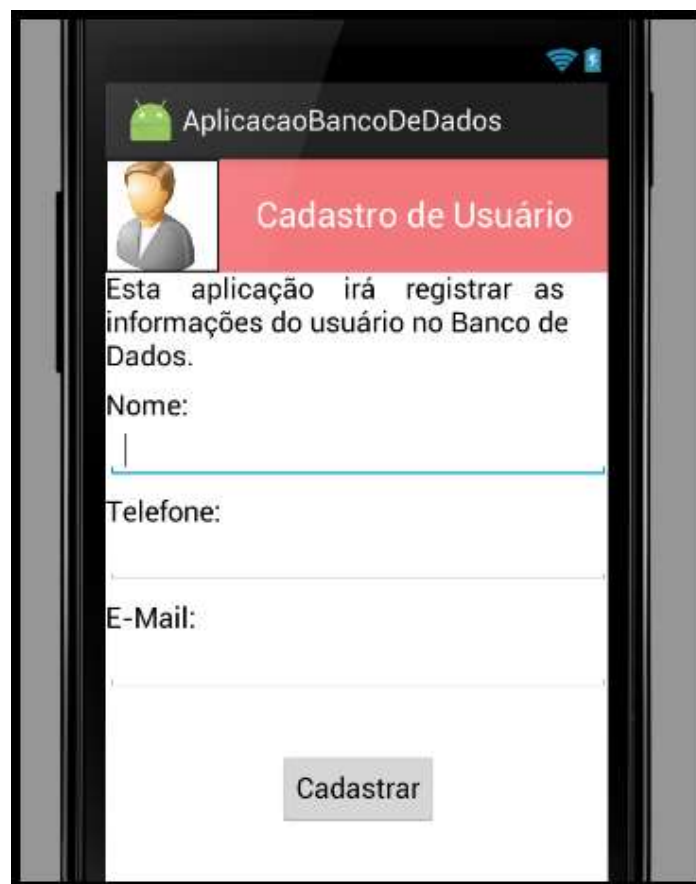 AplicacaoBancoDeDados
Cadastro de Usuário
Esta aplicação irá registrar as
informações do usuário no Banco de
Dados.
Nome:
Telefone:
E-Mail:
Cadastrar